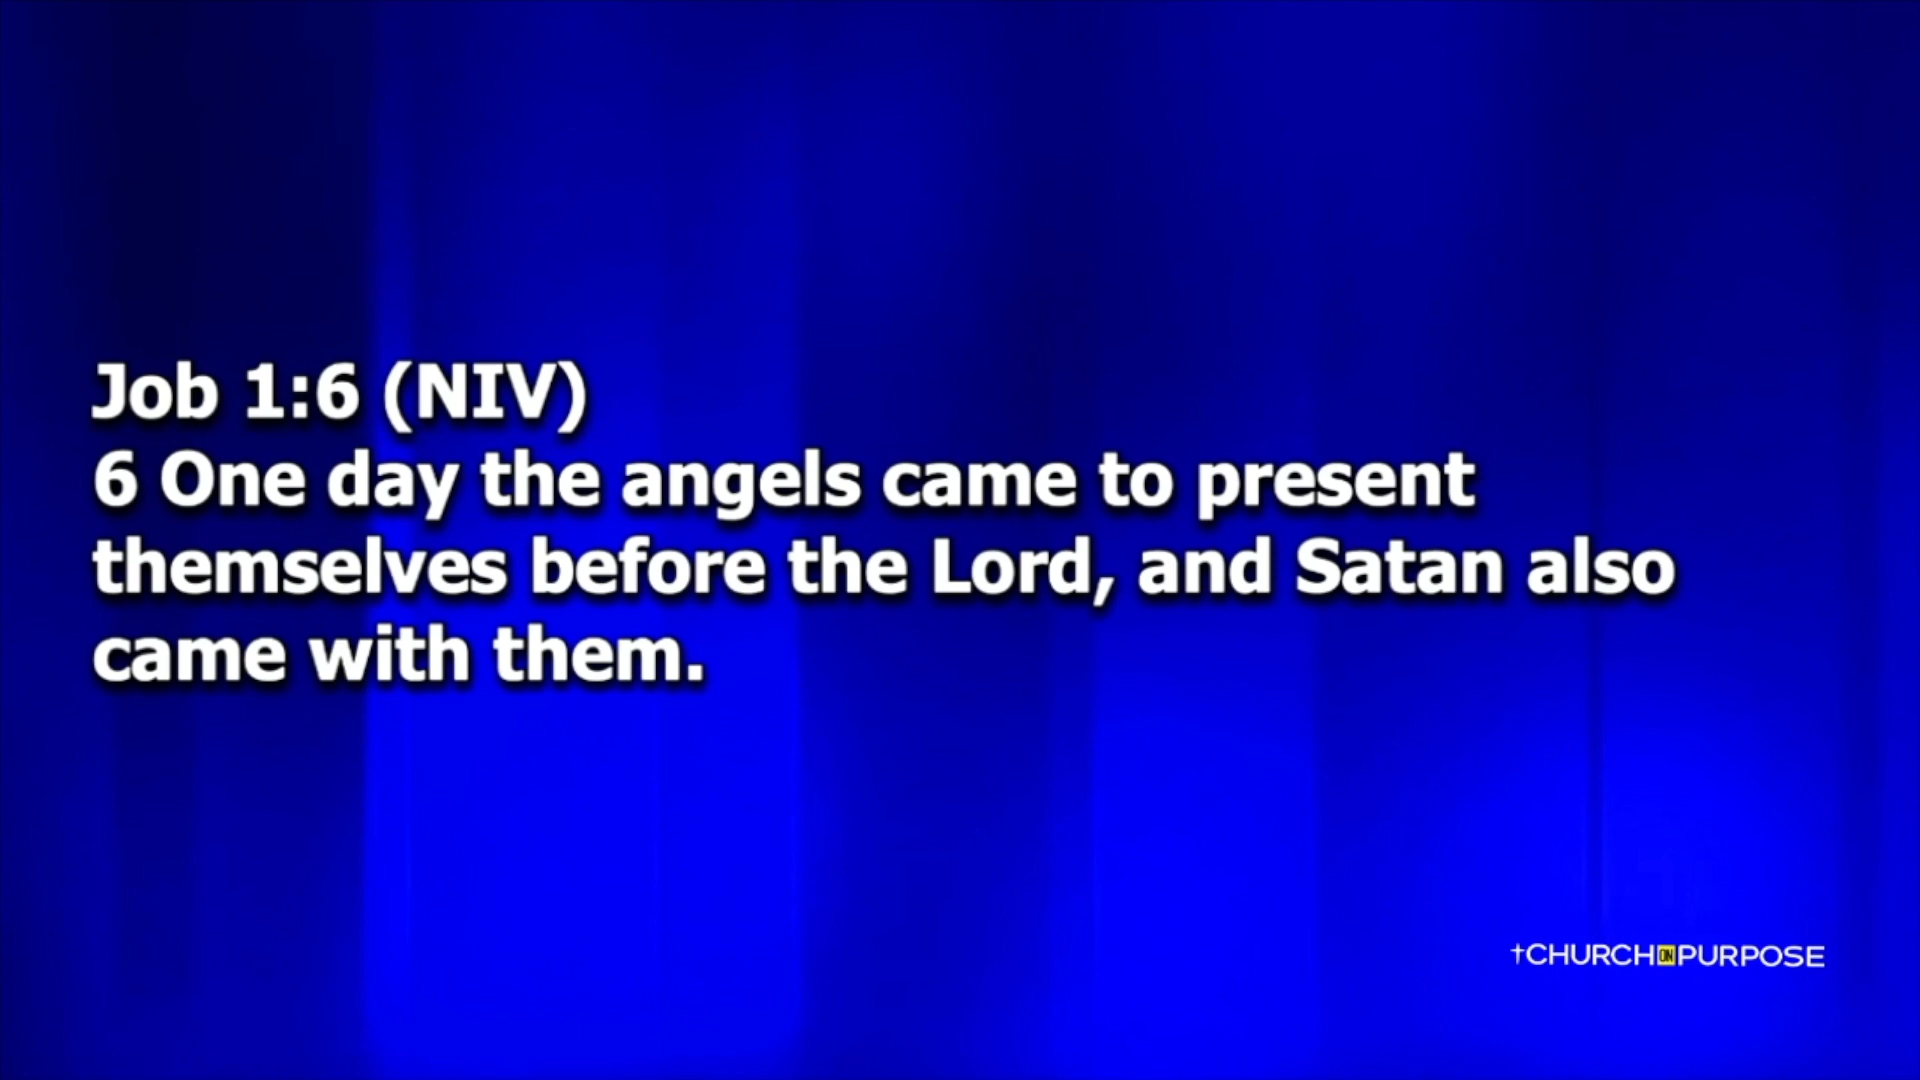 Job 1:6 (NIV)
6 One day the angels came to present
themselves before the Lord, and Satan also
came with them.
CHURCH ON PURPOSE